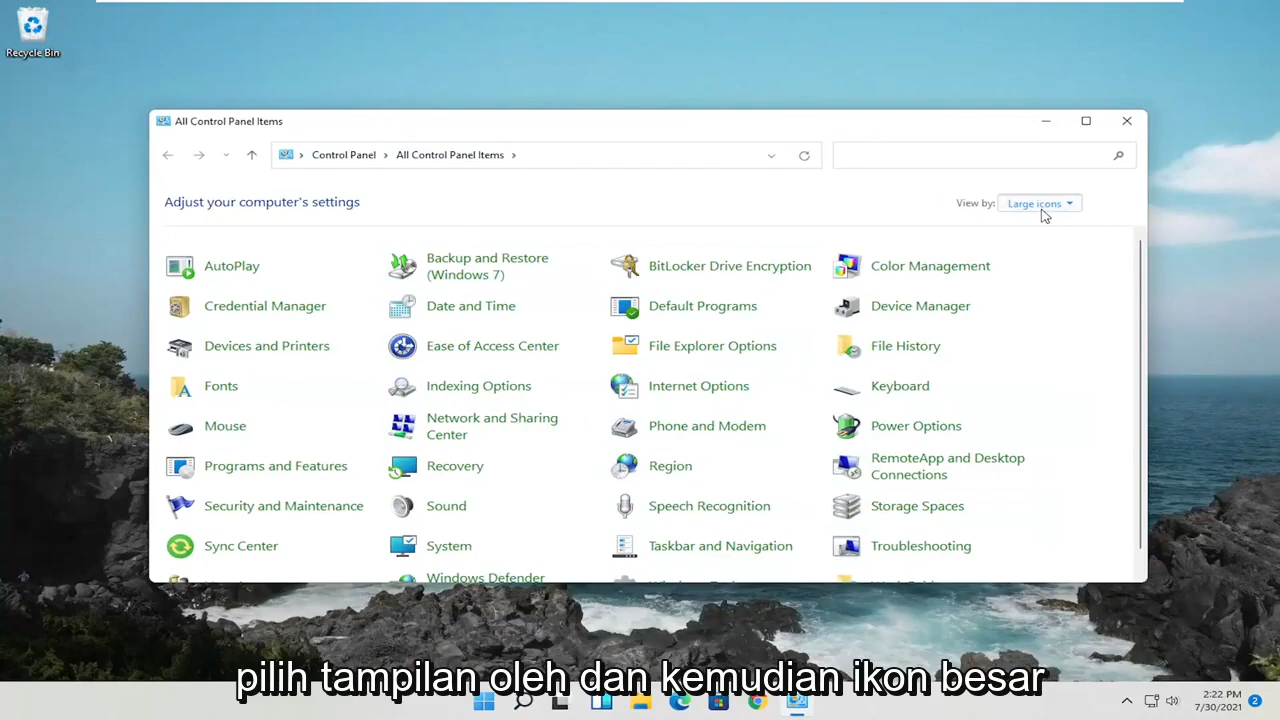 Recycle Bin
All Control Panel Items
Control Panel
All Control Panel Items
Adjust your computer's settings
View by:
Large icons
AutoPlay
Backup and Restore
(Windows 7)
BitLocker Drive Encryption
Color Management
Credential Manager
Date and Time
Default Programs
Device Manager
Devices and Printers
Ease of Access Center
File Explorer Options
File History
Fonts
Indexing Options
Internet Options
Keyboard
Mouse
Network and Sharing
Center
Phone and Modem
Power Options
Programs and Features
Recovery
Region
RemoteApp and Desktop
Connections
Security and Maintenance
Sound
Speech Recognition
Storage Spaces
Sync Center
System
Taskbar and Navigation
Troubleshooting
Windows Defender
pilih tampilan oleh dan kemudian ikon besar
2:22 PM
7/30/2021
2